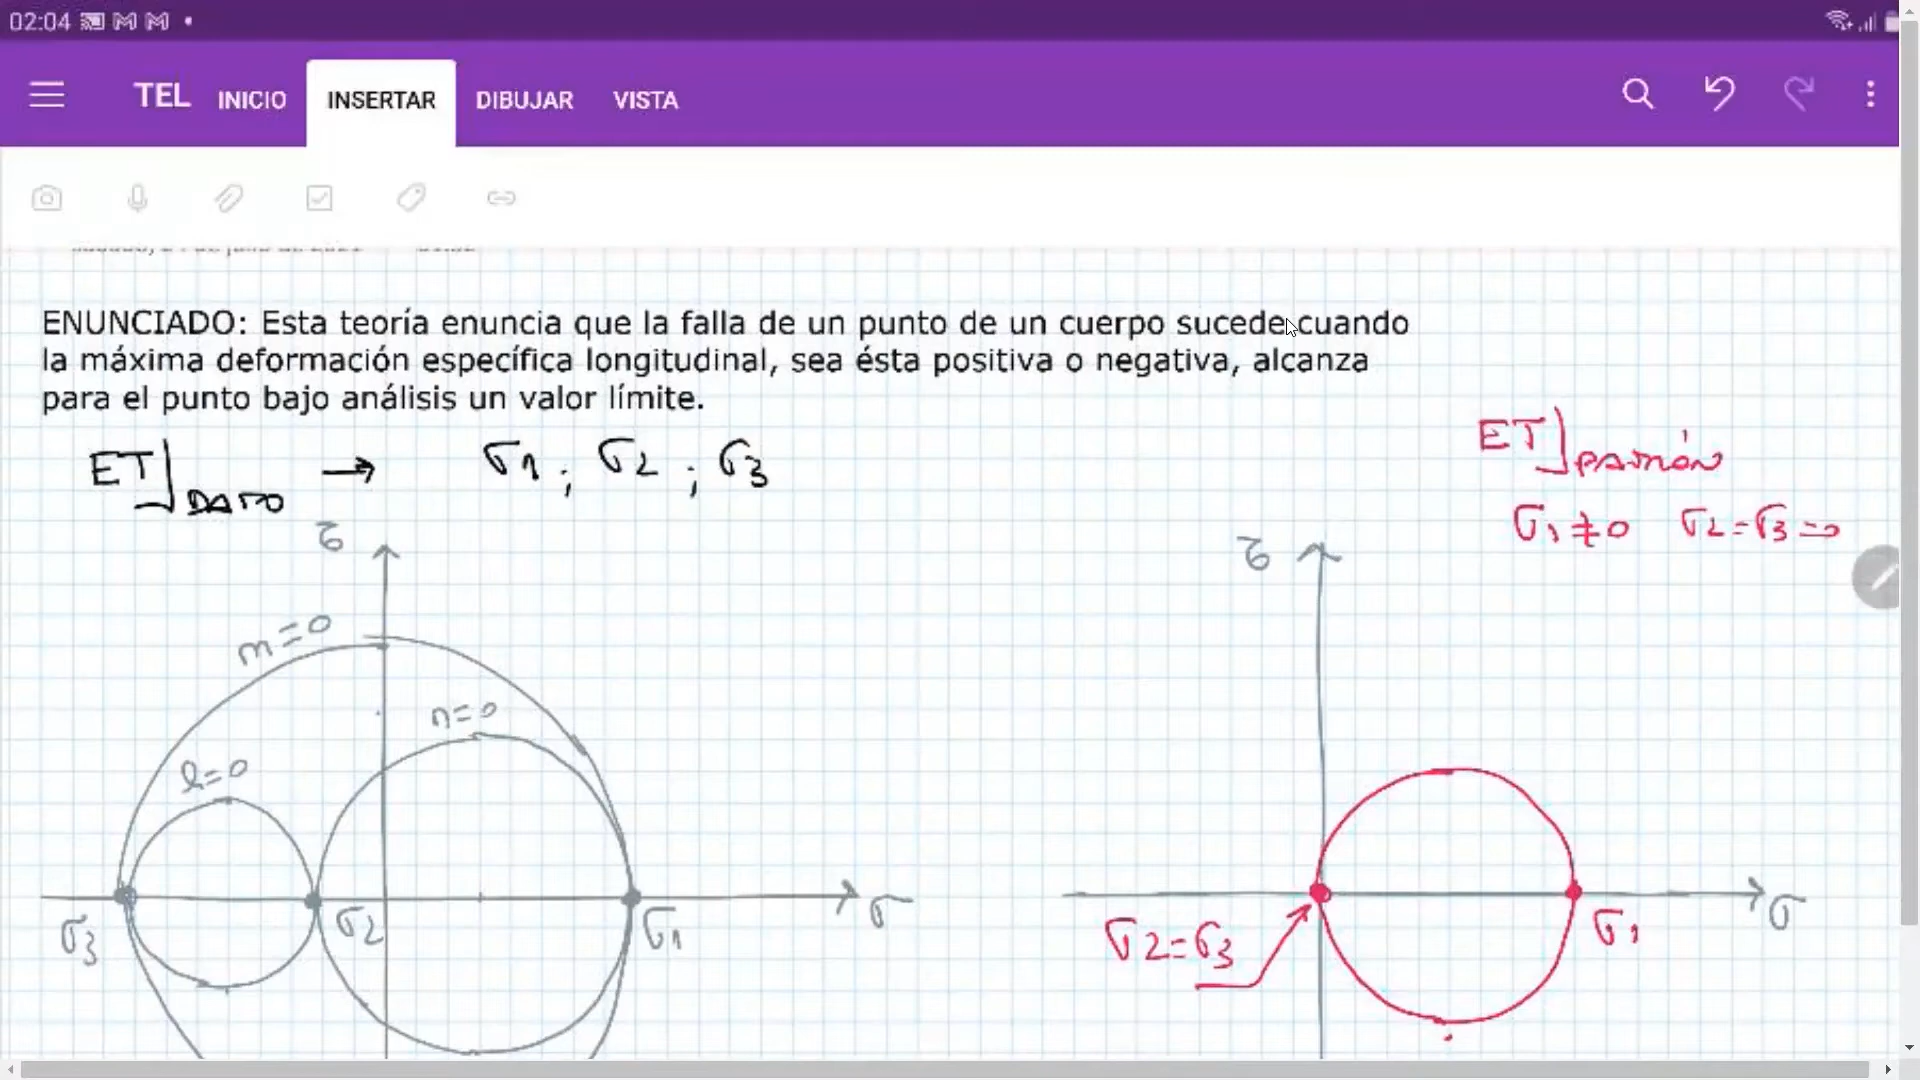 02:04
TEL INICIO INSERTAR DIBUJAR VISTA
ENUNCIADO: Esta teoría enuncia que la falla de un punto de un cuerpo sucede cuando
la máxima deformación específica longitudinal, sea ésta positiva o negativa, alcanza
para el punto bajo análisis un valor límite.
ET]DATO → σ1 ; σ2 ; σ3
ET]PATRÓN
σ1 ≠ 0 σ2 = σ3 = 0
τ
m=0
n=0
l=0
σ3 σ2 σ1 σ
τ
σ2=σ3
σ1
σ